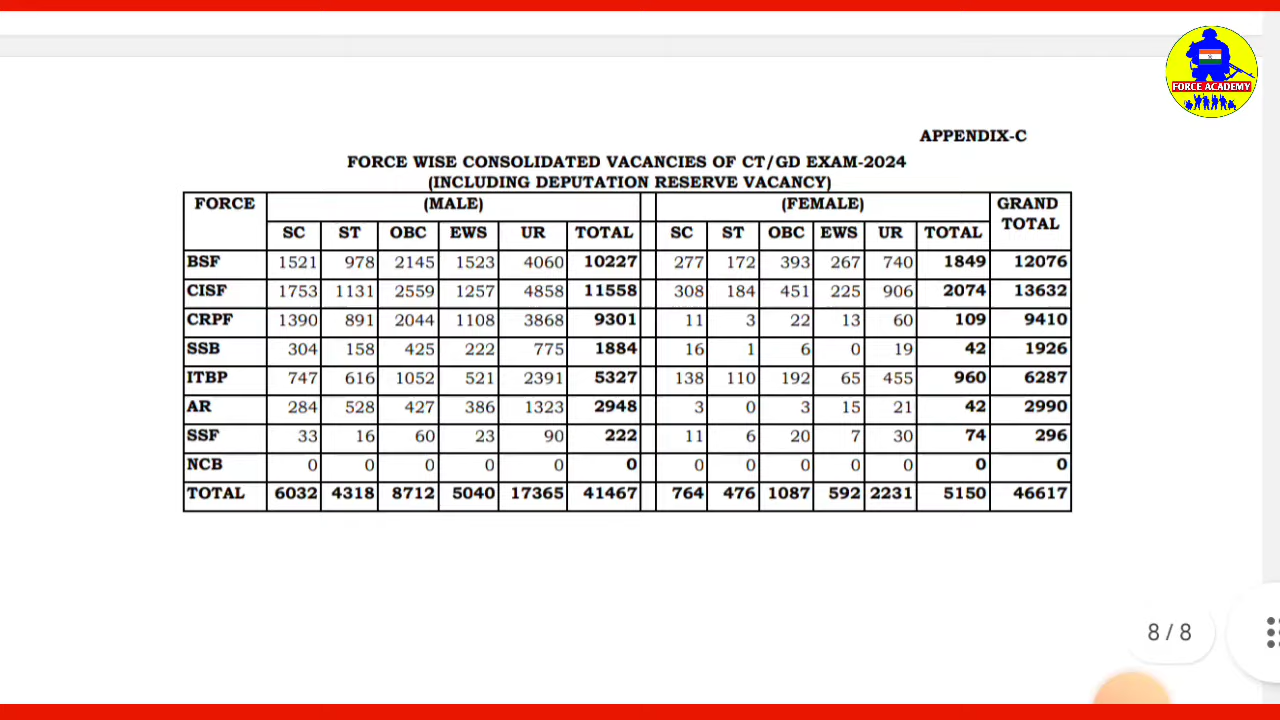 FORCE ACADEMY
APPENDIX-C
FORCE WISE CONSOLIDATED VACANCIES OF CT/GD EXAM-2024
(INCLUDING DEPUTATION RESERVE VACANCY)
FORCE (MALE) (FEMALE) GRAND TOTAL
SC ST OBC EWS UR TOTAL SC ST OBC EWS UR TOTAL
BSF 1521 978 2145 1523 4060 10227 277 172 393 267 740 1849 12076
CISF 1753 1131 2559 1257 4858 11558 308 184 451 225 906 2074 13632
CRPF 1390 891 2044 1108 3868 9301 11 3 22 13 60 109 9410
SSB 304 158 425 222 775 1884 16 1 6 0 19 42 1926
ITBP 747 616 1052 521 2391 5327 138 110 192 65 455 960 6287
AR 284 528 427 386 1323 2948 3 0 3 15 21 42 2990
SSF 33 16 60 23 90 222 11 6 20 7 30 74 296
NCB 0 0 0 0 0 0 0 0 0 0 0 0 0
TOTAL 6032 4318 8712 5040 17365 41467 764 476 1087 592 2231 5150 46617
8 / 8